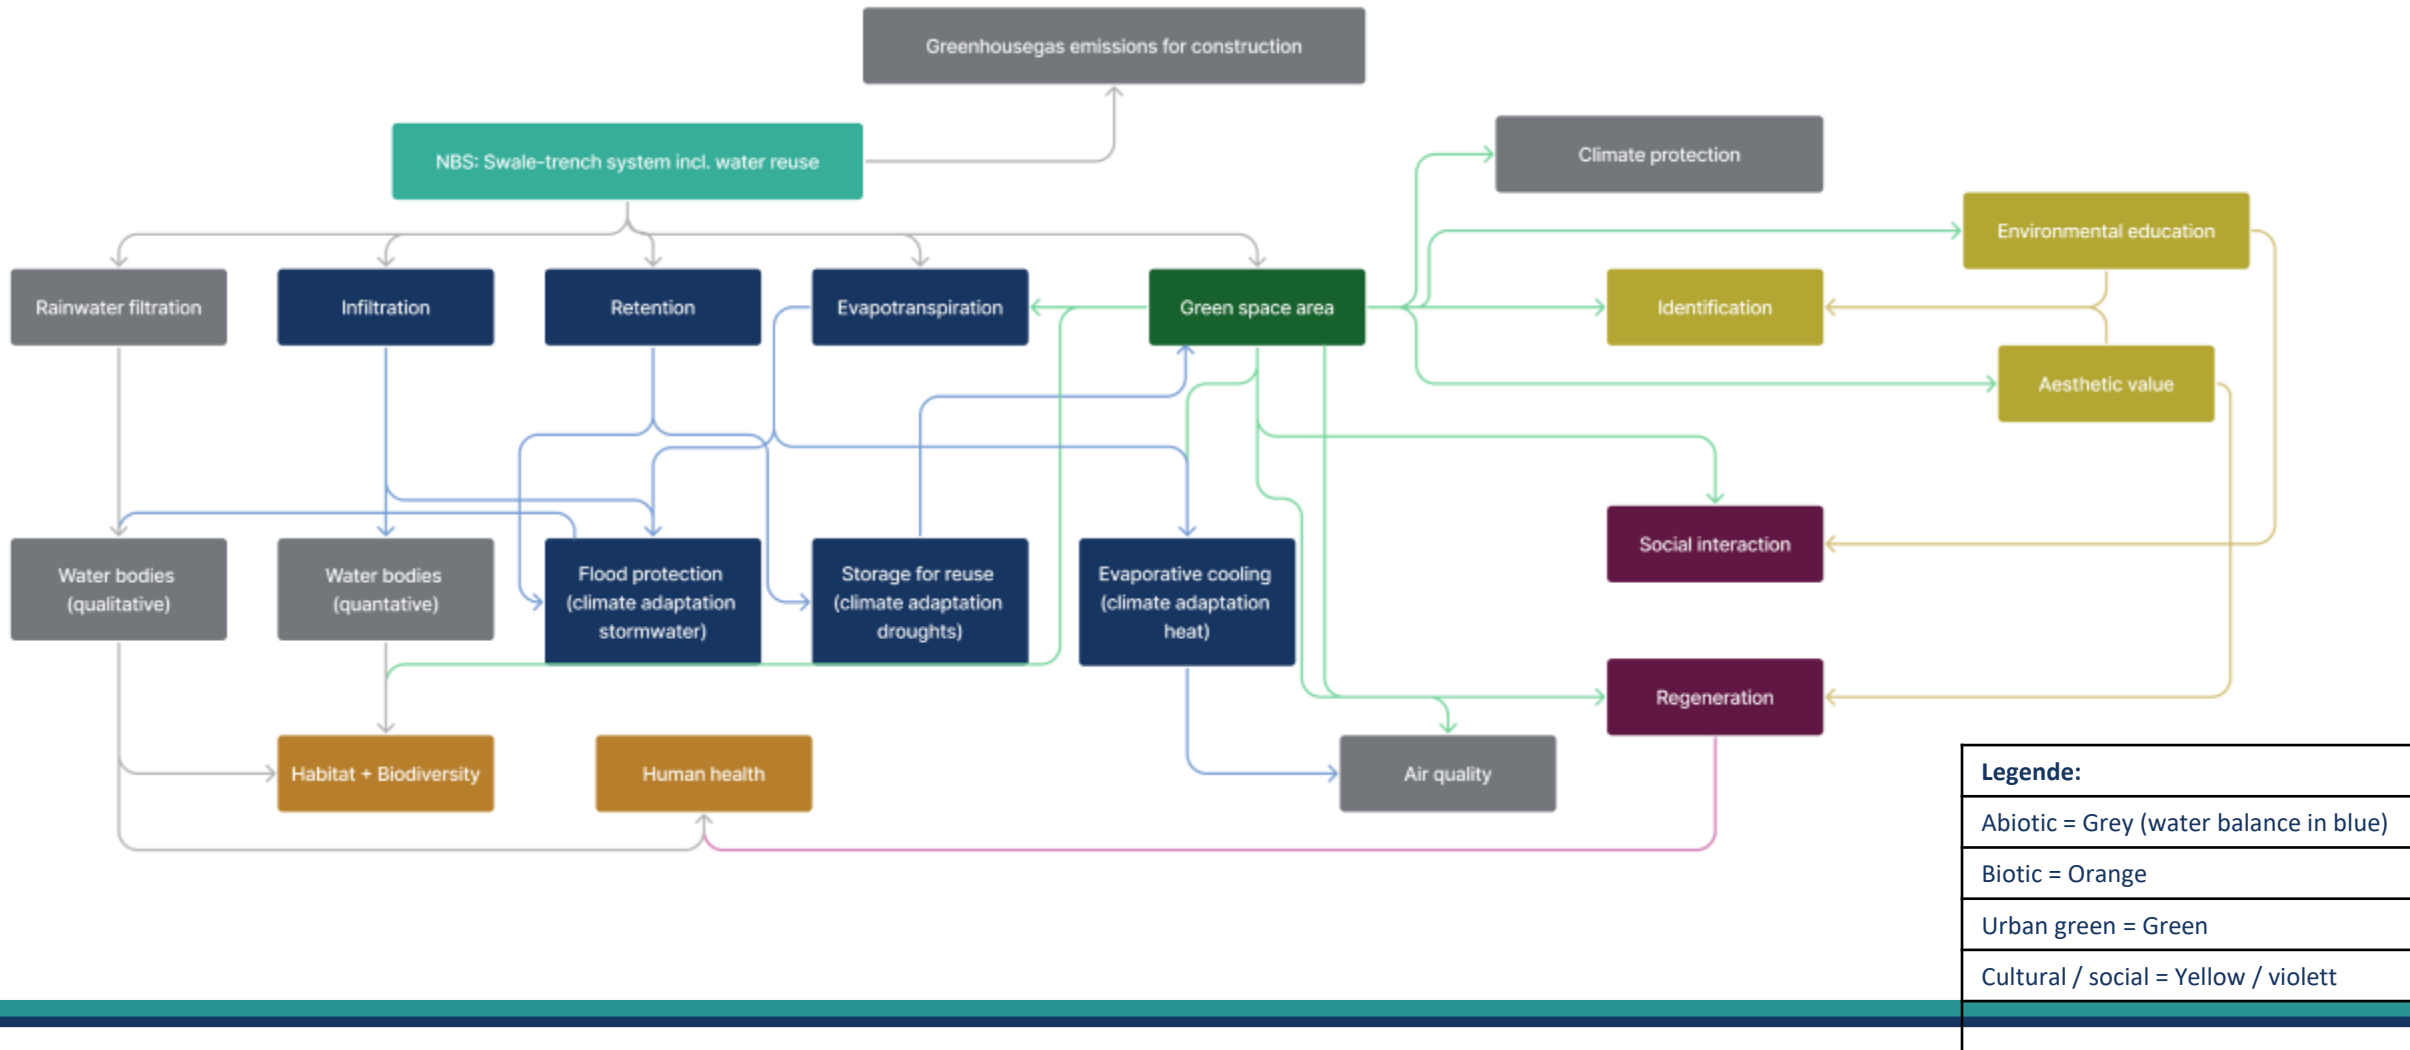 Greenhousegas emissions for construction
NBS: Swale-trench system incl. water reuse
Climate protection
Environmental education
Rainwater filtration
Infiltration
Retention
Evapotranspiration
Green space area
Identification
Aesthetic value
Social interaction
Water bodies
(qualitative)
Water bodies
(quantative)
Flood protection
(climate adaptation
stormwater)
Storage for reuse
(climate adaptation
droughts)
Evaporative cooling
(climate adaptation
heat)
Regeneration
Habitat + Biodiversity
Human health
Air quality
Legende:
Abiotic = Grey (water balance in blue)
Biotic = Orange
Urban green = Green
Cultural / social = Yellow / violett